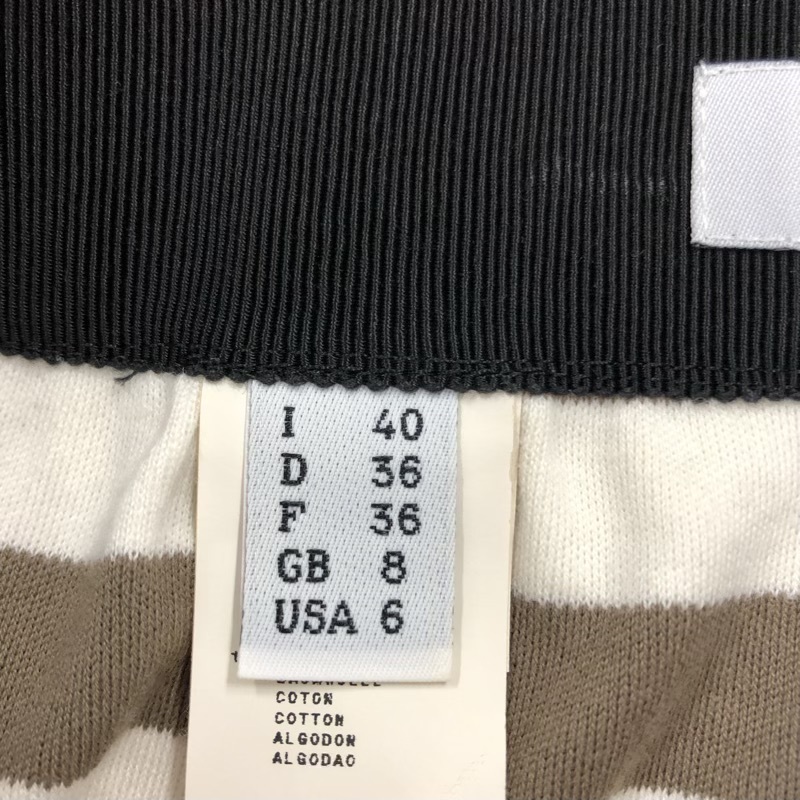 I 40
D 36
F 36
GB 8
USA 6
COTON
COTTON
ALGODON
ALGODAO